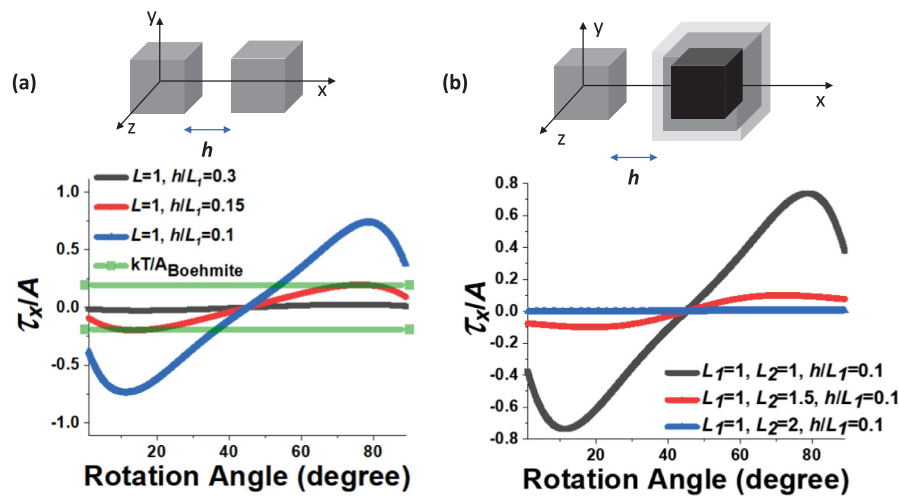 (a)
y
x
z
h
L=1, h/L1=0.3
L=1, h/L1=0.15
L=1, h/L1=0.1
kT/ABoehmite
1.0
0.5
0.0
-0.5
-1.0
τx/A
20
40
60
80
Rotation Angle (degree)
(b)
y
x
z
h
0.8
0.6
0.4
0.2
0.0
-0.2
-0.4
-0.6
-0.8
τx/A
L1=1, L2=1, h/L1=0.1
L1=1, L2=1.5, h/L1=0.1
L1=1, L2=2, h/L1=0.1
20
40
60
80
Rotation Angle (degree)